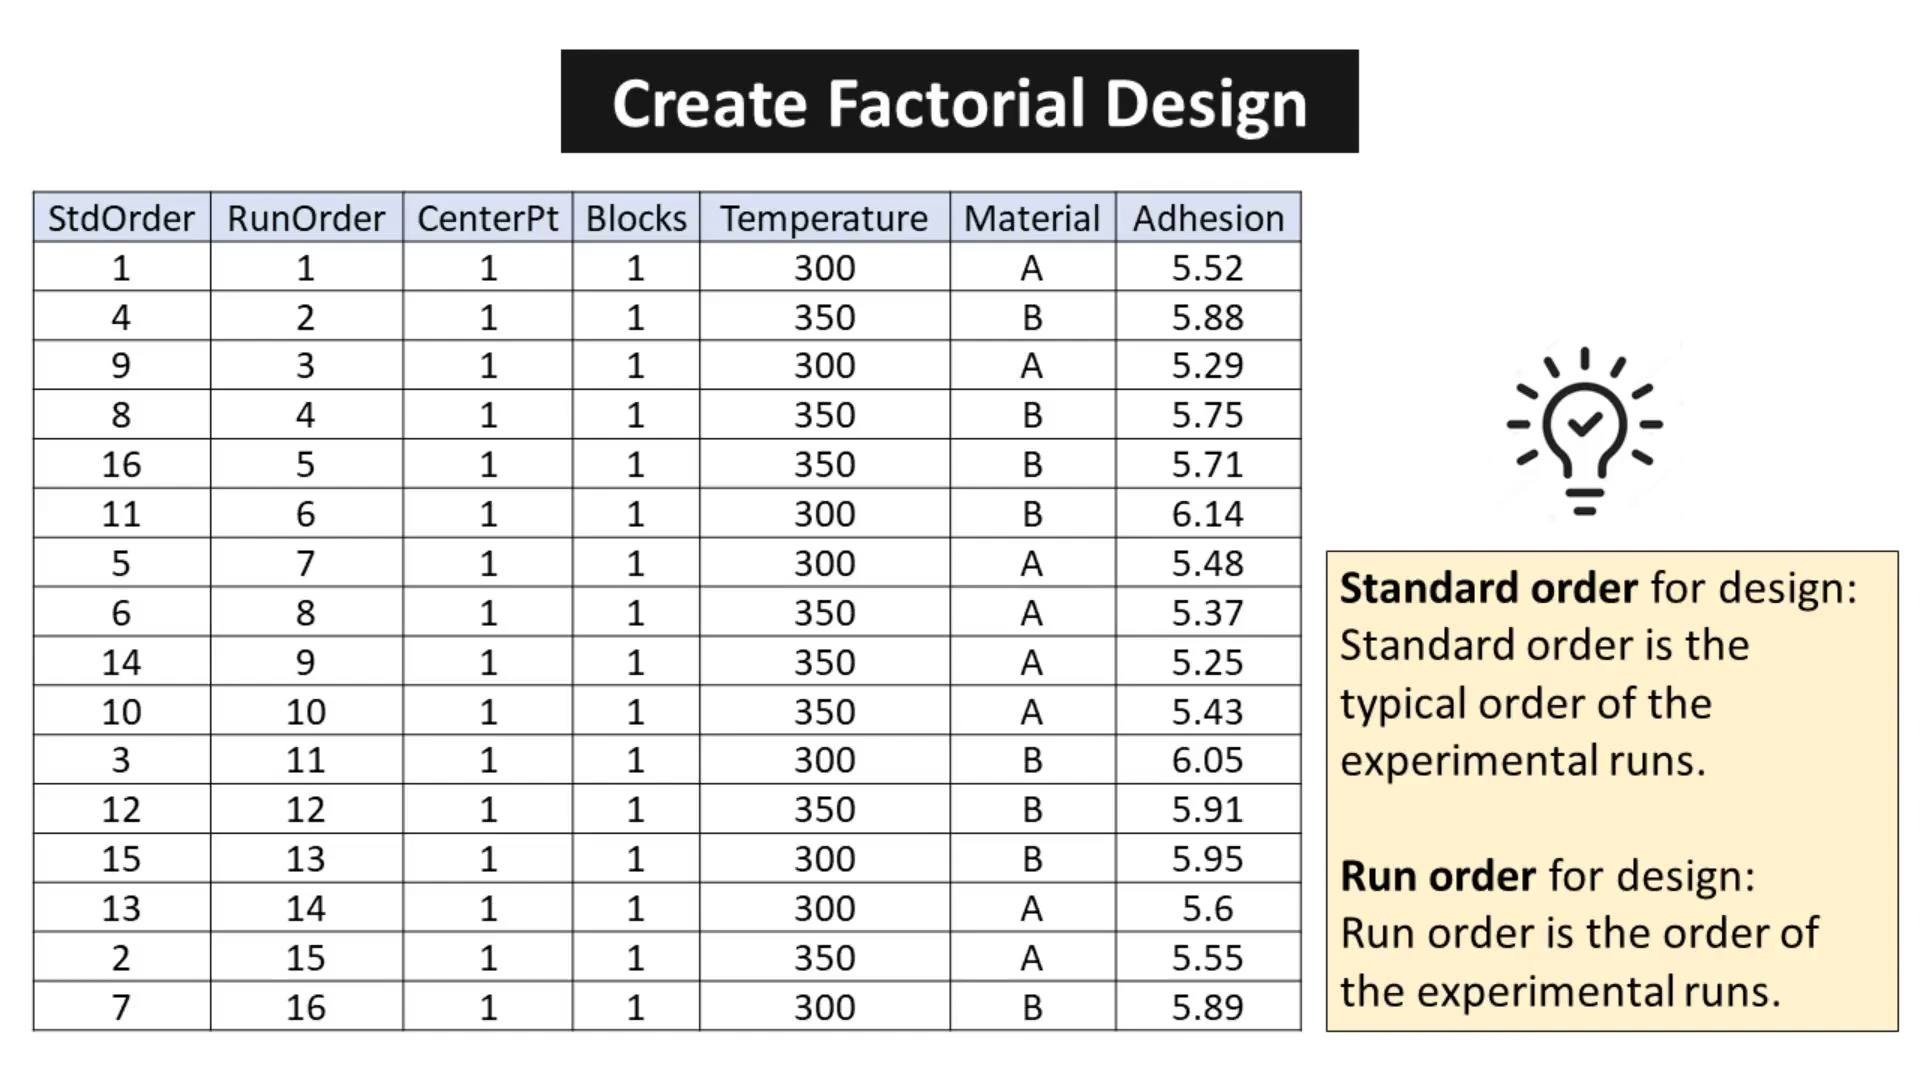 Create Factorial Design
StdOrder RunOrder CenterPt Blocks Temperature Material Adhesion
1 1 1 1 300 A 5.52
4 2 1 1 350 B 5.88
9 3 1 1 300 A 5.29
8 4 1 1 350 B 5.75
16 5 1 1 350 B 5.71
11 6 1 1 300 B 6.14
5 7 1 1 300 A 5.48
6 8 1 1 350 A 5.37
14 9 1 1 350 A 5.25
10 10 1 1 350 A 5.43
3 11 1 1 300 B 6.05
12 12 1 1 350 B 5.91
15 13 1 1 300 B 5.95
13 14 1 1 300 A 5.6
2 15 1 1 350 A 5.55
7 16 1 1 300 B 5.89
Standard order for design:
Standard order is the
typical order of the
experimental runs.
Run order for design:
Run order is the order of
the experimental runs.